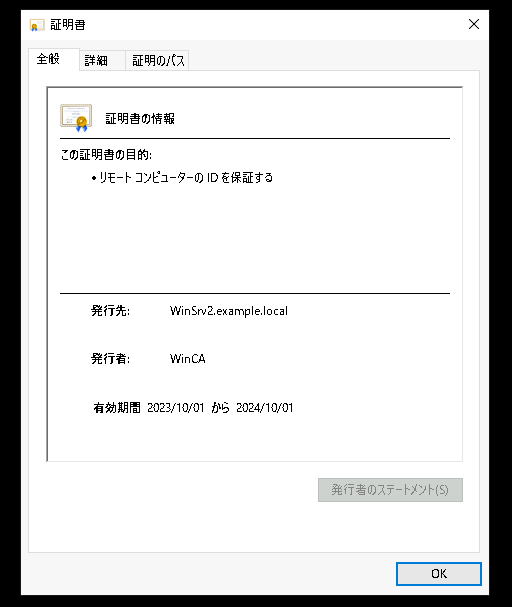 証明書
全般 詳細 証明のパス
証明書の情報
この証明書の目的:
• リモート コンピューターの ID を保証する
発行先: WinSrv2.example.local
発行者: WinCA
有効期間 2023/10/01 から 2024/10/01
発行者のステートメント(S)
OK